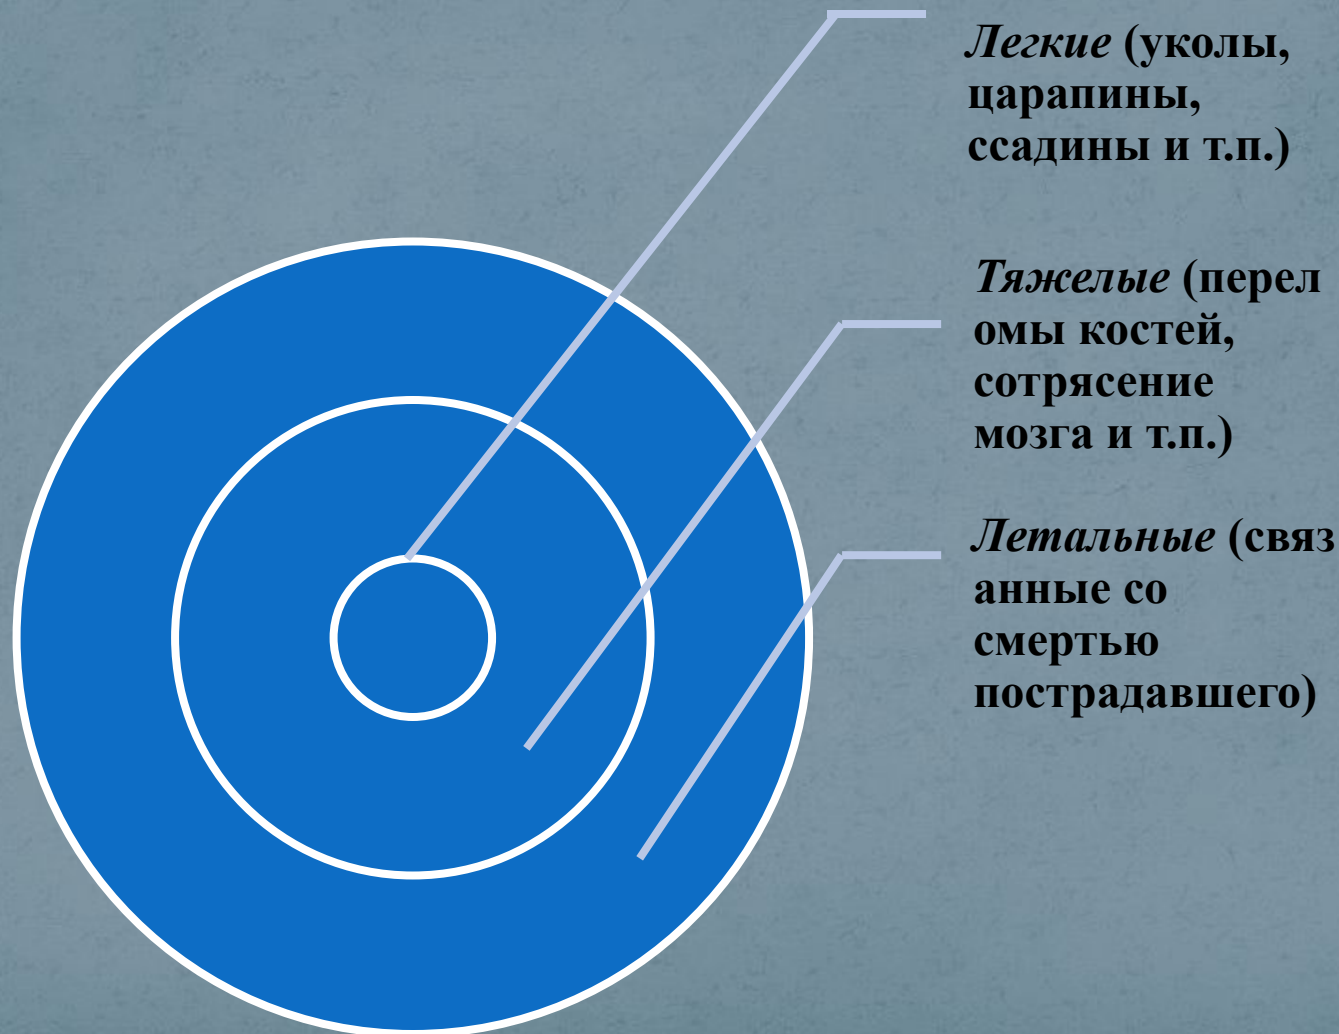 Легкие (уколы,
царапины,
ссадины и т.п.)
Тяжелые (перел
омы костей,
сотрясение
мозга и т.п.)
Летальные (связ
анные со
смертью
пострадавшего)